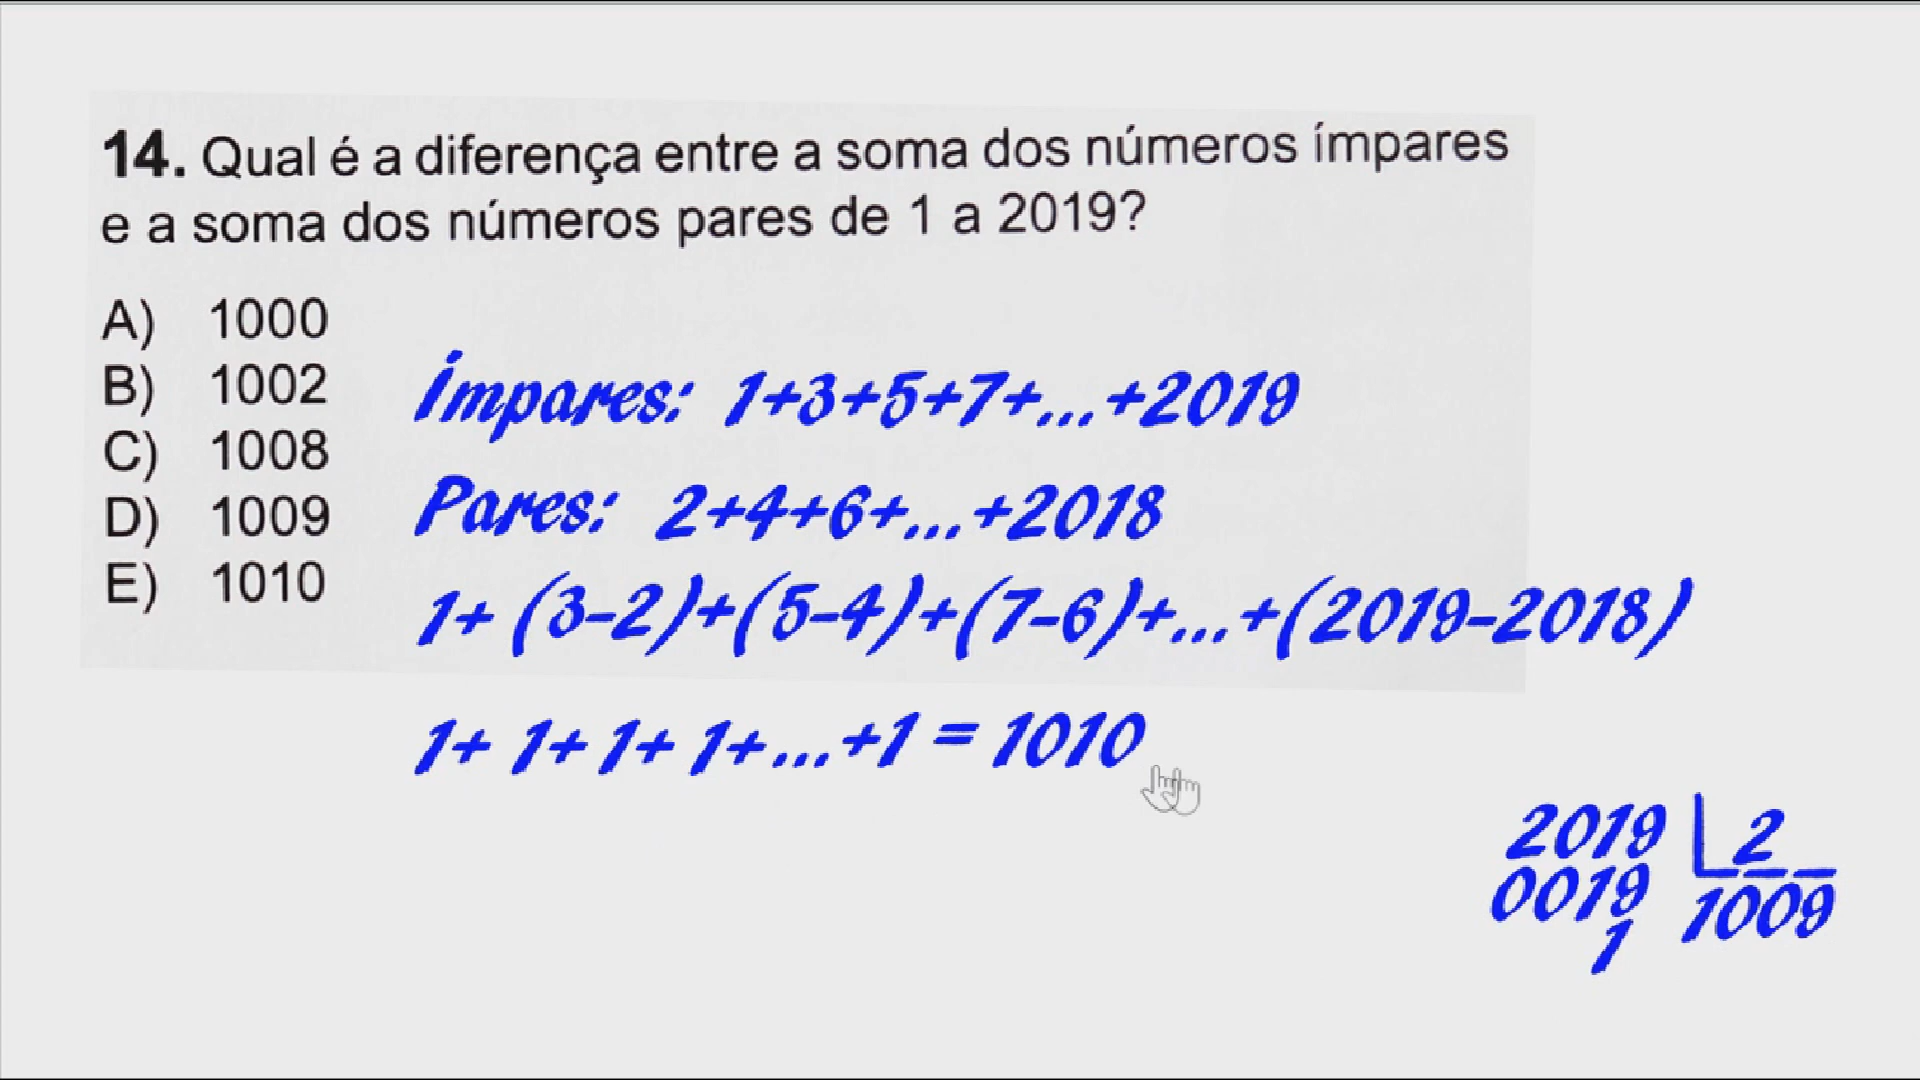 14. Qual é a diferença entre a soma dos números ímpares
e a soma dos números pares de 1 a 2019?
A) 1000
B) 1002
C) 1008
D) 1009
E) 1010
Ímpares: 1+3+5+7+...+2019
Pares: 2+4+6+...+2018
1+ (3-2)+(5-4)+(7-6)+...+(2019-2018)
1+ 1+ 1+ 1+...+1 = 1010
2019 2
0019 1009
1